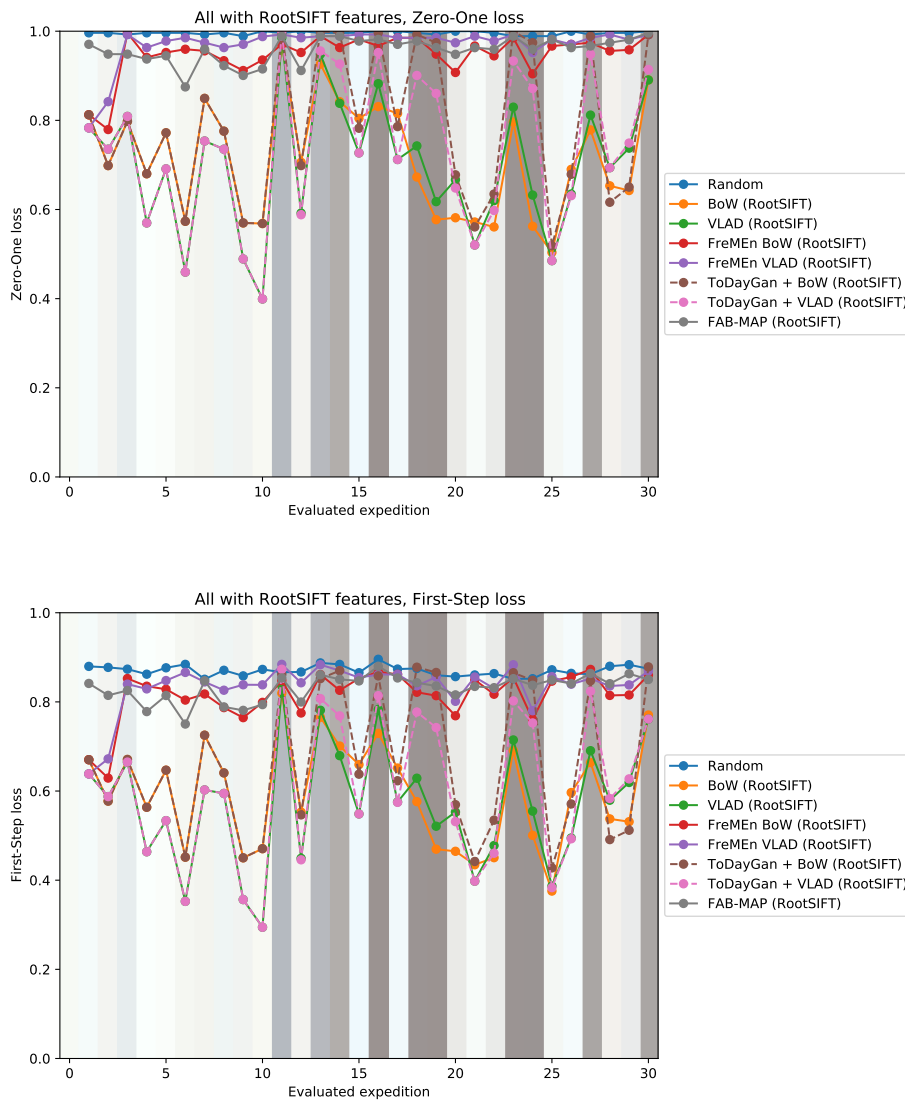 All with RootSIFT features, Zero-One loss
1.0
0.8
0.6
0.4
0.2
0.0
Zero-One loss
0 5 10 15 20 25 30
Evaluated expedition
Random
BoW (RootSIFT)
VLAD (RootSIFT)
FreMEn BoW (RootSIFT)
FreMEn VLAD (RootSIFT)
ToDayGan + BoW (RootSIFT)
ToDayGan + VLAD (RootSIFT)
FAB-MAP (RootSIFT)
All with RootSIFT features, First-Step loss
1.0
0.8
0.6
0.4
0.2
0.0
First-Step loss
0 5 10 15 20 25 30
Evaluated expedition
Random
BoW (RootSIFT)
VLAD (RootSIFT)
FreMEn BoW (RootSIFT)
FreMEn VLAD (RootSIFT)
ToDayGan + BoW (RootSIFT)
ToDayGan + VLAD (RootSIFT)
FAB-MAP (RootSIFT)